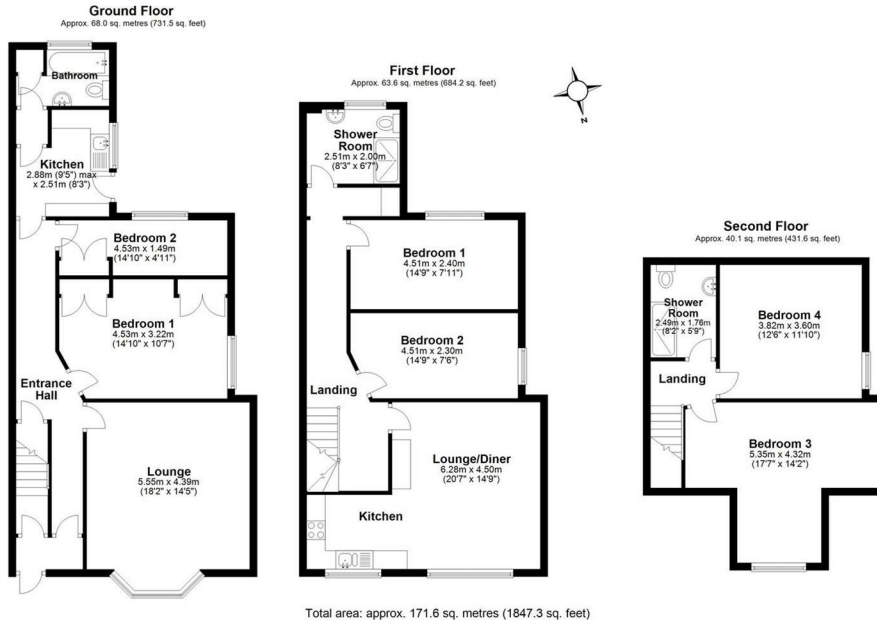 Ground Floor
Approx. 68.0 sq. metres (731.5 sq. feet)
Bathroom
Kitchen
2.88m (9'5") max
x 2.51m (8'3")
Bedroom 2
4.53m x 1.49m
(14'10" x 4'11")
Bedroom 1
4.53m x 3.22m
(14'10" x 10'7")
Entrance
Hall
Lounge
5.55m x 4.39m
(18'2" x 14'5")
First Floor
Approx. 63.6 sq. metres (684.2 sq. feet)
Shower
Room
2.51m x 2.00m
(8'3" x 6'7")
Bedroom 1
4.51m x 2.40m
(14'9" x 7'11")
Bedroom 2
4.51m x 2.30m
(14'9" x 7'6")
Landing
Lounge/Diner
6.28m x 4.50m
(20'7" x 14'9")
Kitchen
N
Second Floor
Approx. 40.1 sq. metres (431.6 sq. feet)
Shower
Room
2.49m x 1.76m
(8'2" x 5'9")
Bedroom 4
3.82m x 3.60m
(12'6" x 11'10")
Landing
Bedroom 3
5.35m x 4.32m
(17'7" x 14'2")
Total area: approx. 171.6 sq. metres (1847.3 sq. feet)